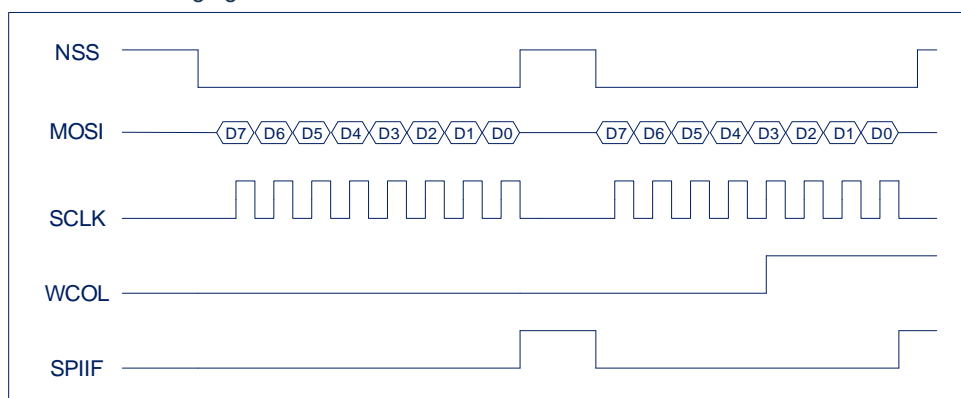 NSS
MOSI D7 D6 D5 D4 D3 D2 D1 D0 D7 D6 D5 D4 D3 D2 D1 D0
SCLK
WCOL
SPIIF